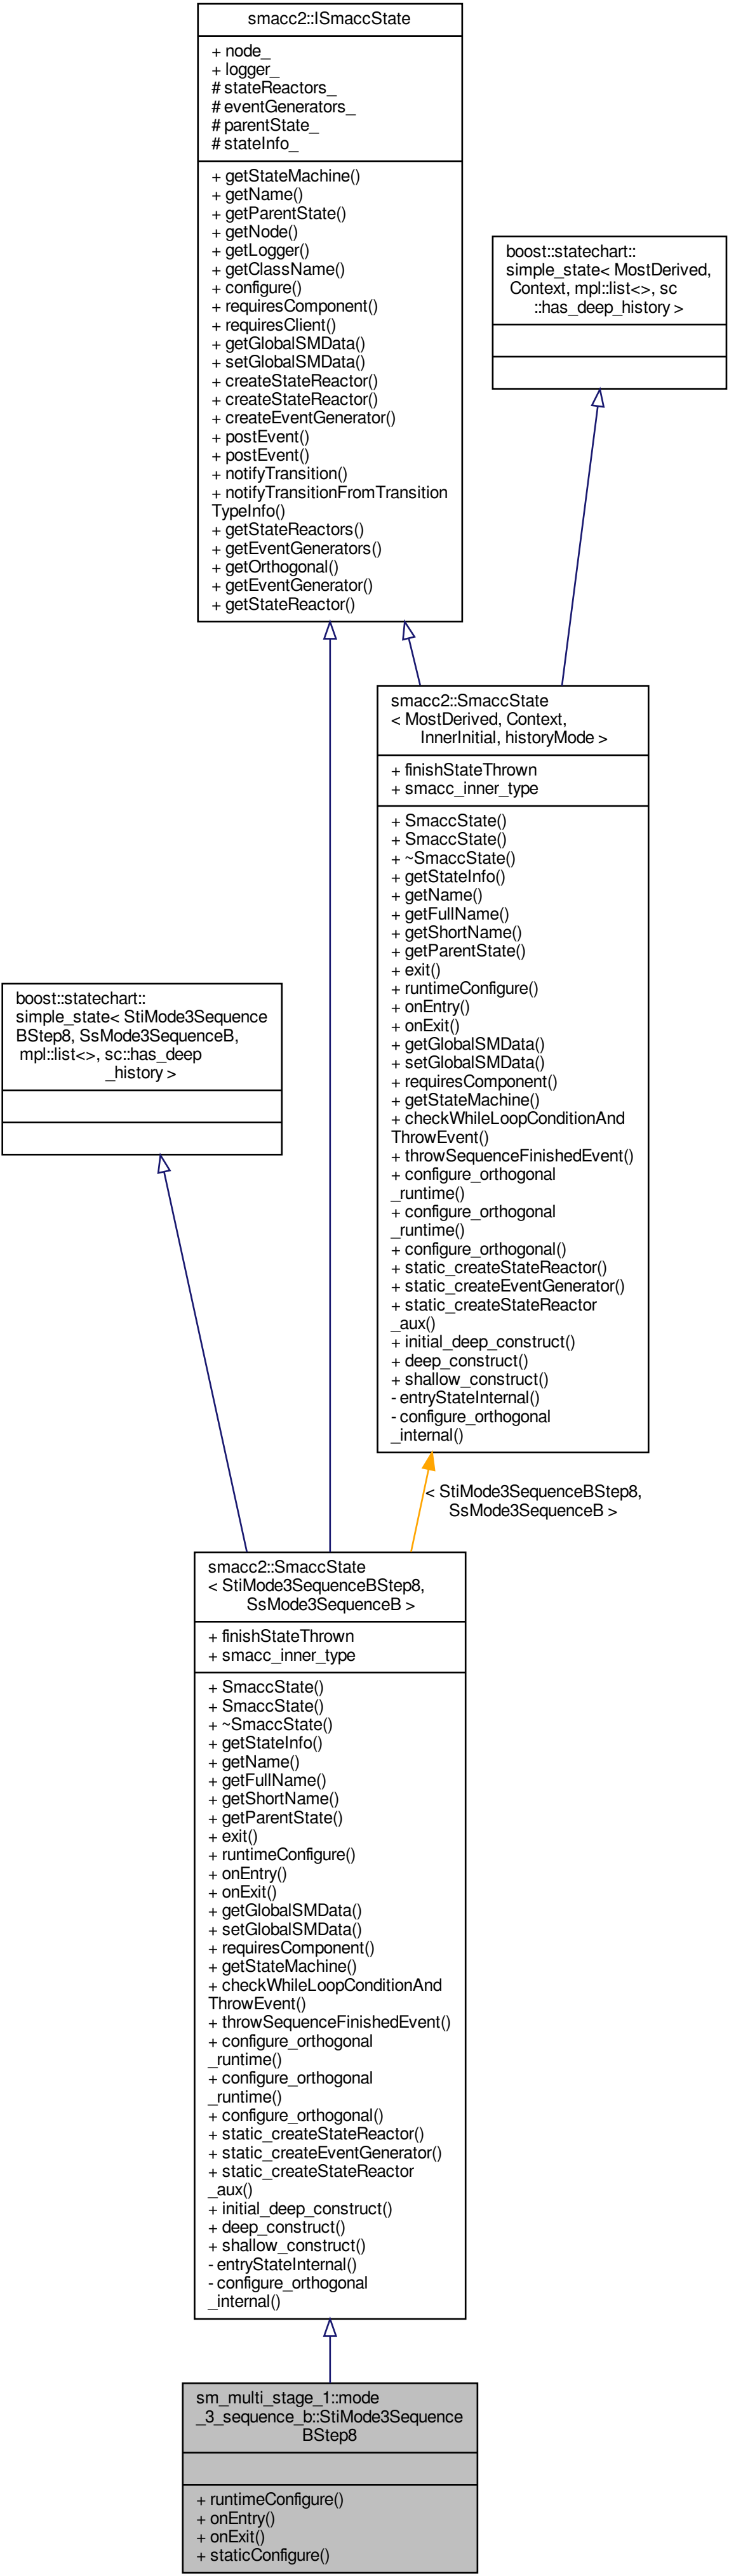 smacc2::ISmaccState
+ node_
+ logger_
# stateReactors_
# eventGenerators_
# parentState_
# stateInfo_
+ getStateMachine()
+ getName()
+ getParentState()
+ getNode()
+ getLogger()
+ getClassName()
+ configure()
+ requiresComponent()
+ requiresClient()
+ getGlobalSMData()
+ setGlobalSMData()
+ createStateReactor()
+ createStateReactor()
+ createEventGenerator()
+ postEvent()
+ postEvent()
+ notifyTransition()
+ notifyTransitionFromTransition
TypeInfo()
+ getStateReactors()
+ getEventGenerators()
+ getOrthogonal()
+ getEventGenerator()
+ getStateReactor()
boost::statechart::
simple_state< MostDerived,
Context, mpl::list<>, sc
::has_deep_history >
smacc2::SmaccState
< MostDerived, Context,
InnerInitial, historyMode >
+ finishStateThrown
+ smacc_inner_type
+ SmaccState()
+ SmaccState()
+ ~SmaccState()
+ getStateInfo()
+ getName()
+ getFullName()
+ getShortName()
+ getParentState()
+ exit()
+ runtimeConfigure()
+ onEntry()
+ onExit()
+ getGlobalSMData()
+ setGlobalSMData()
+ requiresComponent()
+ getStateMachine()
+ checkWhileLoopConditionAnd
ThrowEvent()
+ throwSequenceFinishedEvent()
+ configure_orthogonal
_runtime()
+ configure_orthogonal
_runtime()
+ configure_orthogonal()
+ static_createStateReactor()
+ static_createEventGenerator()
+ static_createStateReactor
_aux()
+ initial_deep_construct()
+ deep_construct()
+ shallow_construct()
- entryStateInternal()
- configure_orthogonal
_internal()
boost::statechart::
simple_state< StiMode3Sequence
BStep8, SsMode3SequenceB,
mpl::list<>, sc::has_deep
_history >
< StiMode3SequenceBStep8,
SsMode3SequenceB >
smacc2::SmaccState
< StiMode3SequenceBStep8,
SsMode3SequenceB >
+ finishStateThrown
+ smacc_inner_type
+ SmaccState()
+ SmaccState()
+ ~SmaccState()
+ getStateInfo()
+ getName()
+ getFullName()
+ getShortName()
+ getParentState()
+ exit()
+ runtimeConfigure()
+ onEntry()
+ onExit()
+ getGlobalSMData()
+ setGlobalSMData()
+ requiresComponent()
+ getStateMachine()
+ checkWhileLoopConditionAnd
ThrowEvent()
+ throwSequenceFinishedEvent()
+ configure_orthogonal
_runtime()
+ configure_orthogonal
_runtime()
+ configure_orthogonal()
+ static_createStateReactor()
+ static_createEventGenerator()
+ static_createStateReactor
_aux()
+ initial_deep_construct()
+ deep_construct()
+ shallow_construct()
- entryStateInternal()
- configure_orthogonal
_internal()
sm_multi_stage_1::mode
_3_sequence_b::StiMode3Sequence
BStep8
+ runtimeConfigure()
+ onEntry()
+ onExit()
+ staticConfigure()